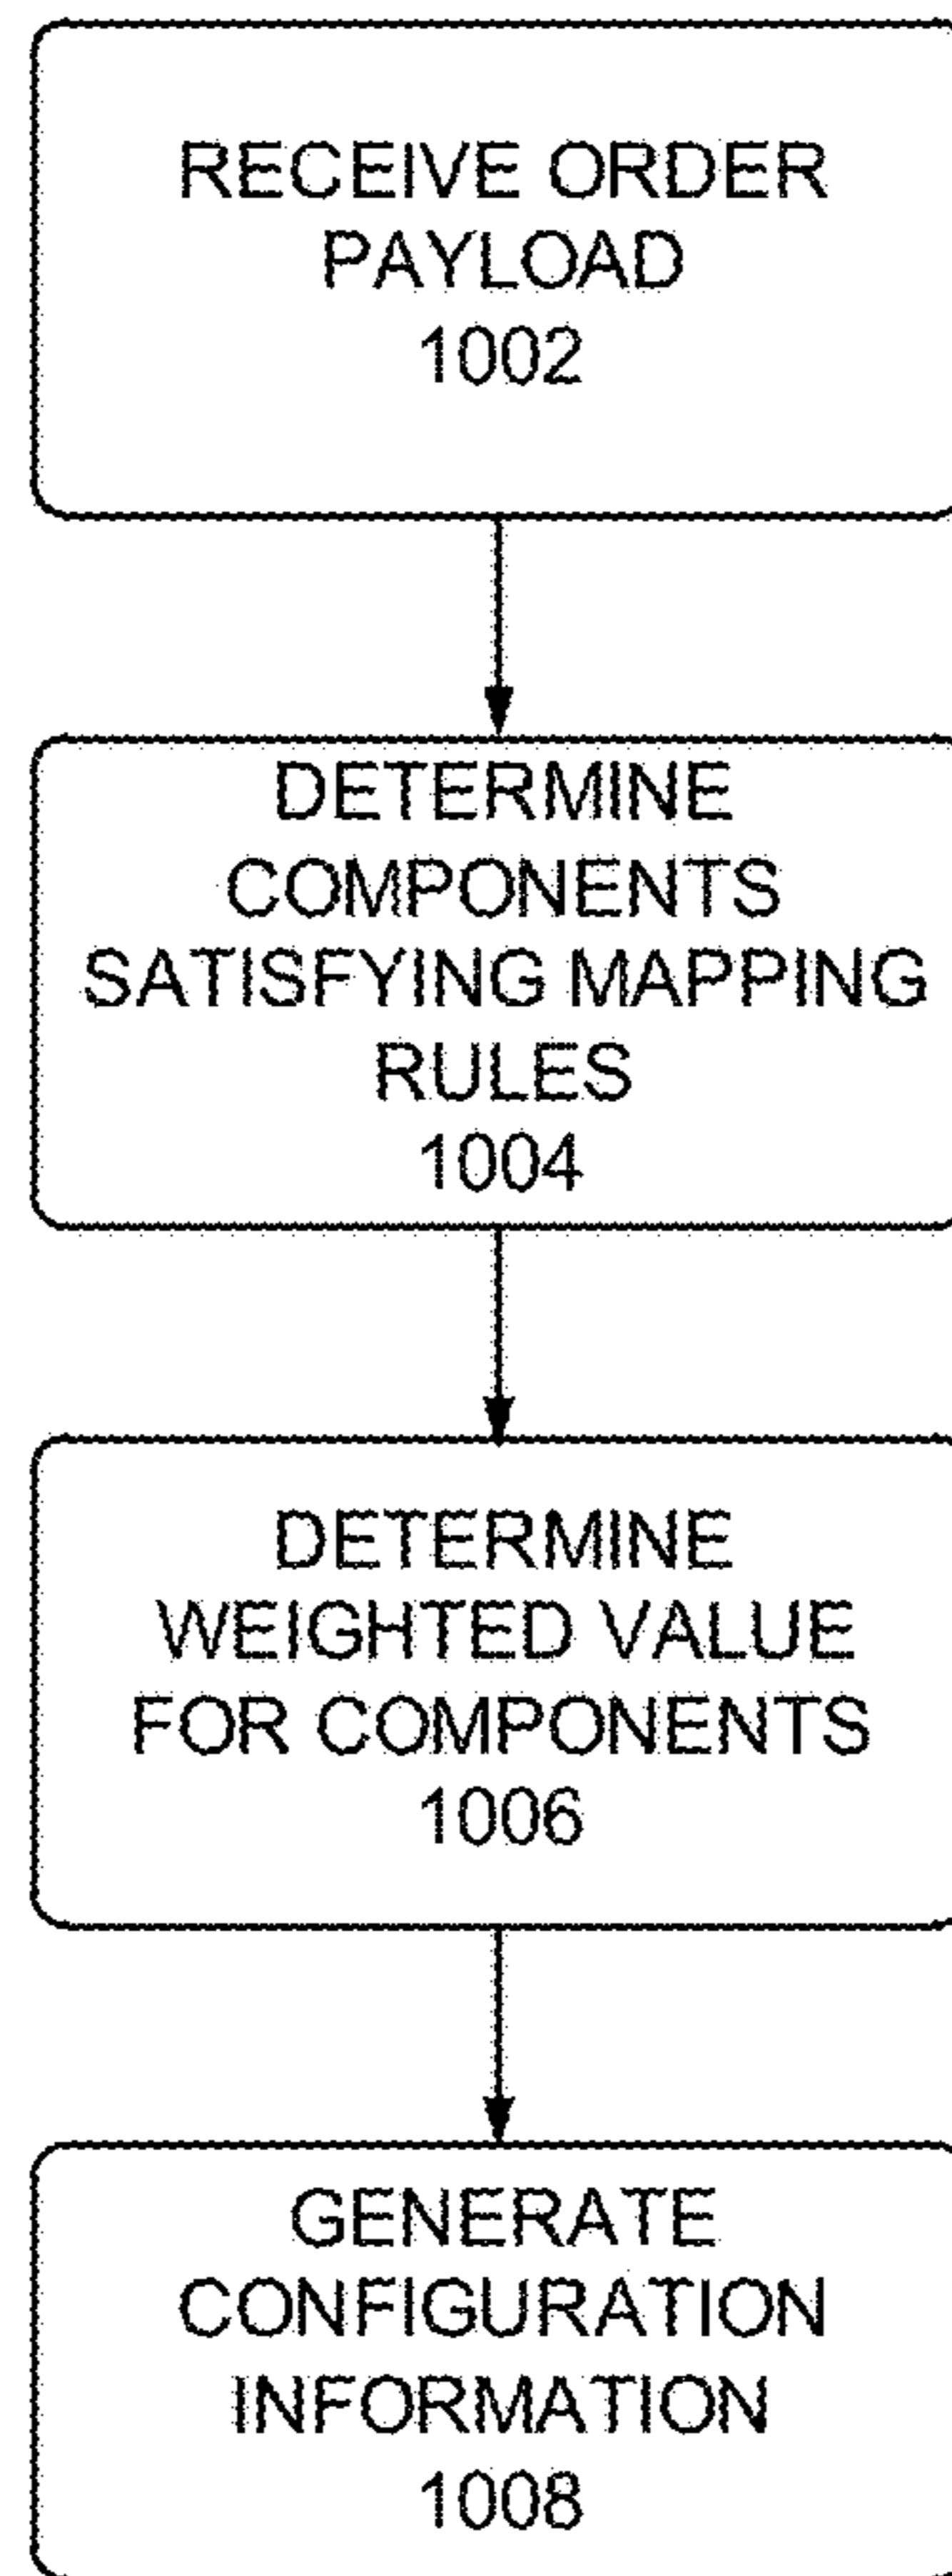 RECEIVE ORDER
PAYLOAD
1002
DETERMINE
COMPONENTS
SATISFYING MAPPING
RULES
1004
DETERMINE
WEIGHTED VALUE
FOR COMPONENTS
1006
GENERATE
CONFIGURATION
INFORMATION
1008